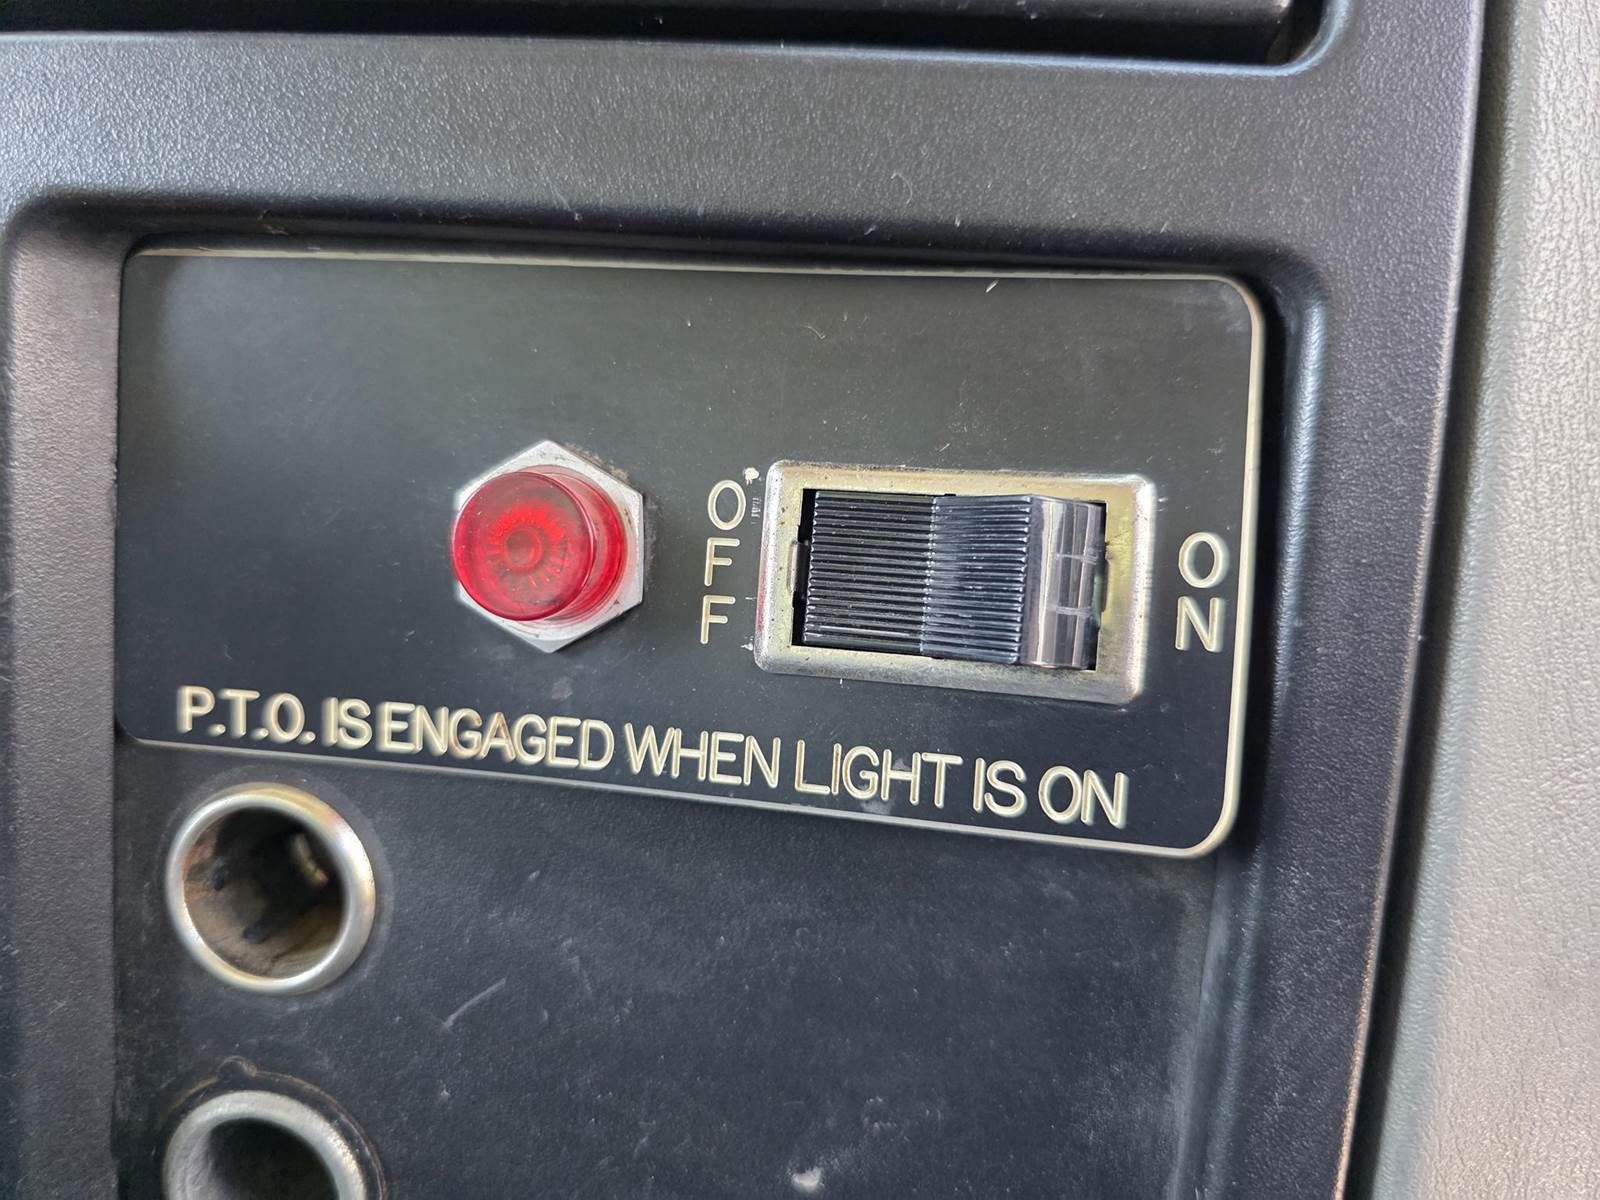 OFF
ON
P.T.O. IS ENGAGED WHEN LIGHT IS ON